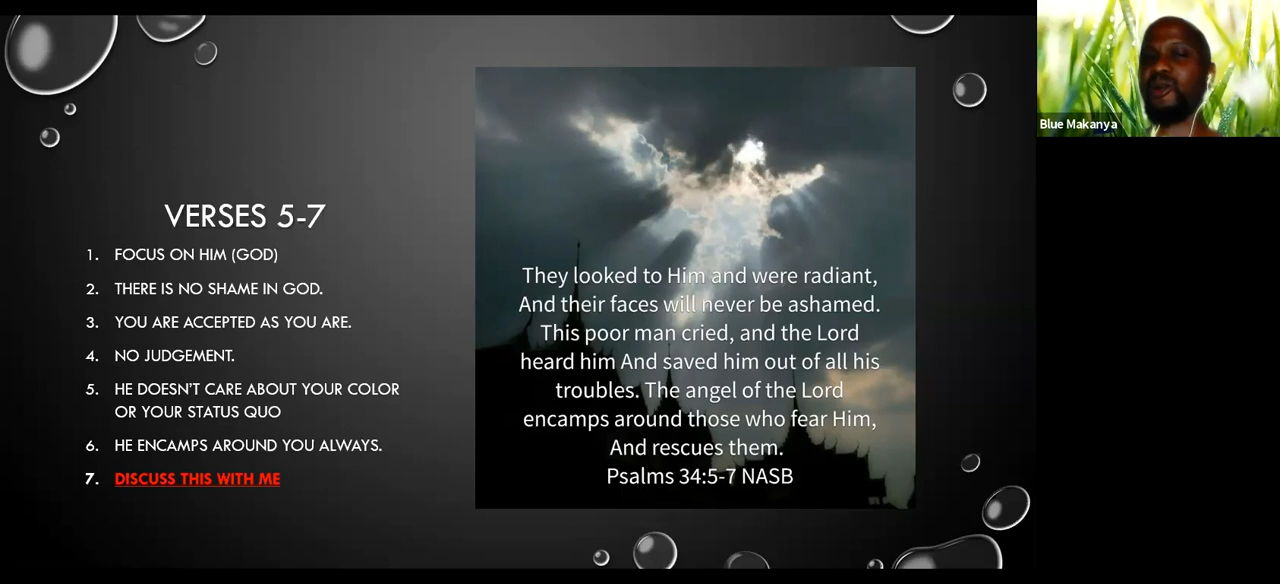 VERSES 5-7
1. FOCUS ON HIM (GOD)
2. THERE IS NO SHAME IN GOD.
3. YOU ARE ACCEPTED AS YOU ARE.
4. NO JUDGEMENT.
5. HE DOESN'T CARE ABOUT YOUR COLOR
OR YOUR STATUS QUO
6. HE ENCAMPS AROUND YOU ALWAYS.
7. DISCUSS THIS WITH ME
They looked to Him and were radiant,
And their faces will never be ashamed.
This poor man cried, and the Lord
heard him And saved him out of all his
troubles. The angel of the Lord
encamps around those who fear Him,
And rescues them.
Psalms 34:5-7 NASB
Blue Makanya